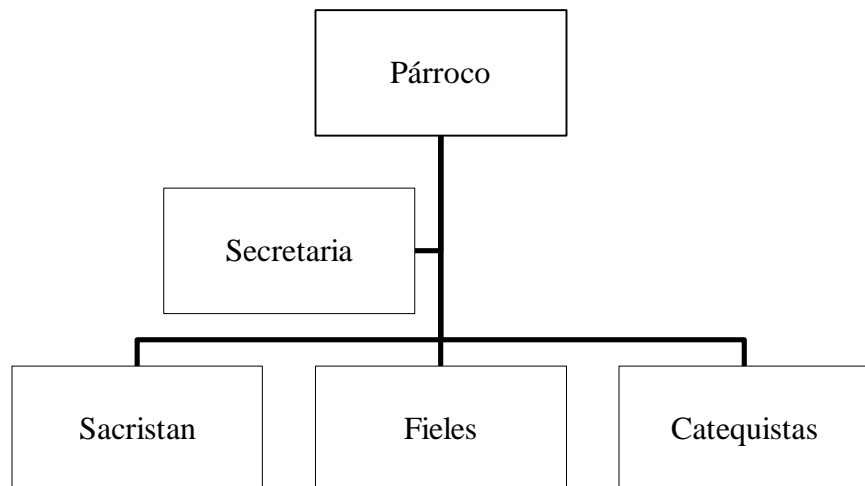 Párroco
Secretaria
Sacristan
Fieles
Catequistas